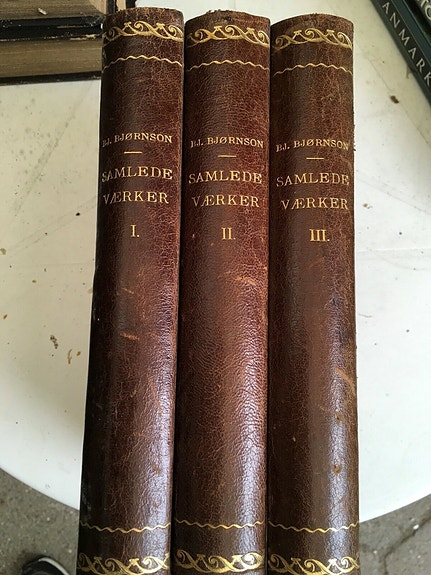 BJ. BJØRNSON
SAMLEDE
VÆRKER
I.
BJ. BJØRNSON
SAMLEDE
VÆRKER
II.
BJ. BJØRNSON
SAMLEDE
VÆRKER
III.